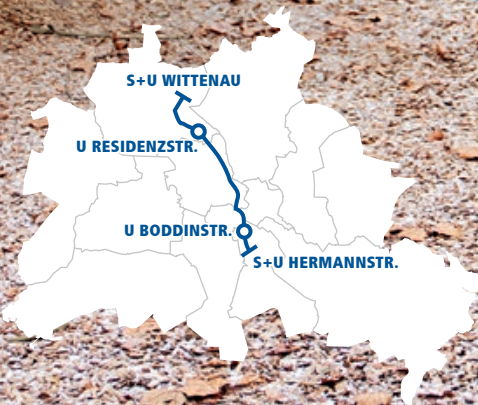 S+U WITTENAU
U RESIDENZSTR.
U BODDINSTR.
S+U HERMANNSTR.